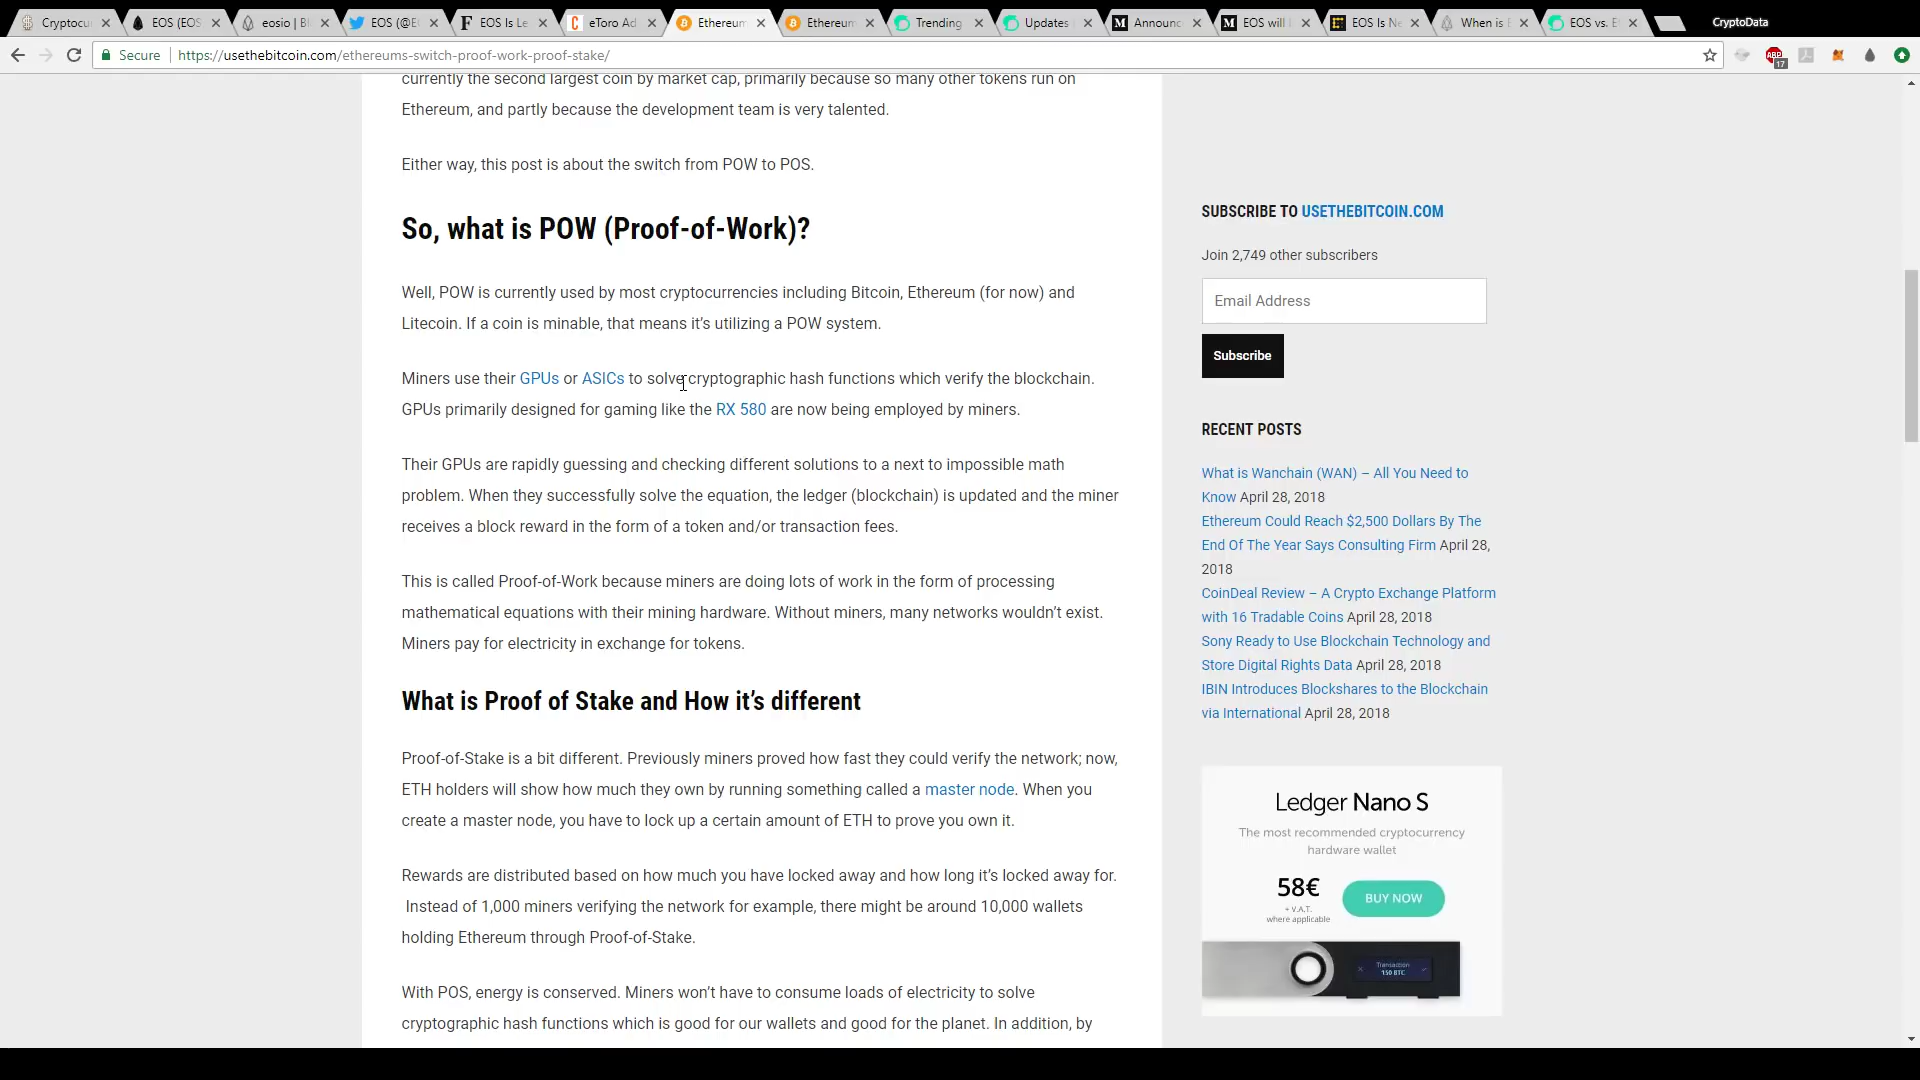 Cryptocur
EOS (EOS
eosio | Bl
EOS (@E
EOS Is Le
eToro Ad
Ethereum
Ethereum
Trending
Updates
Announc
EOS will
EOS Is Ne
When is
EOS vs. E
CryptoData
Secure
https://usethebitcoin.com/ethereums-switch-proof-work-proof-stake/
ABP
17
currently the second largest coin by market cap, primarily because so many other tokens run on
Ethereum, and partly because the development team is very talented.
Either way, this post is about the switch from POW to POS.
So, what is POW (Proof-of-Work)?
Well, POW is currently used by most cryptocurrencies including Bitcoin, Ethereum (for now) and
Litecoin. If a coin is minable, that means it’s utilizing a POW system.
Miners use their GPUs or ASICs to solve cryptographic hash functions which verify the blockchain.
GPUs primarily designed for gaming like the RX 580 are now being employed by miners.
Their GPUs are rapidly guessing and checking different solutions to a next to impossible math
problem. When they successfully solve the equation, the ledger (blockchain) is updated and the miner
receives a block reward in the form of a token and/or transaction fees.
This is called Proof-of-Work because miners are doing lots of work in the form of processing
mathematical equations with their mining hardware. Without miners, many networks wouldn’t exist.
Miners pay for electricity in exchange for tokens.
What is Proof of Stake and How it’s different
Proof-of-Stake is a bit different. Previously miners proved how fast they could verify the network; now,
ETH holders will show how much they own by running something called a master node. When you
create a master node, you have to lock up a certain amount of ETH to prove you own it.
Rewards are distributed based on how much you have locked away and how long it’s locked away for.
Instead of 1,000 miners verifying the network for example, there might be around 10,000 wallets
holding Ethereum through Proof-of-Stake.
With POS, energy is conserved. Miners won’t have to consume loads of electricity to solve
cryptographic hash functions which is good for our wallets and good for the planet. In addition, by
SUBSCRIBE TO USETHEBITCOIN.COM
Join 2,749 other subscribers
Email Address
Subscribe
RECENT POSTS
What is Wanchain (WAN) – All You Need to
Know April 28, 2018
Ethereum Could Reach $2,500 Dollars By The
End Of The Year Says Consulting Firm April 28,
2018
CoinDeal Review – A Crypto Exchange Platform
with 16 Tradable Coins April 28, 2018
Sony Ready to Use Blockchain Technology and
Store Digital Rights Data April 28, 2018
IBIN Introduces Blockshares to the Blockchain
via International April 28, 2018
Ledger Nano S
The most recommended cryptocurrency
hardware wallet
58€
+ V.A.T.
where applicable
BUY NOW
Transaction
1.50 BTC